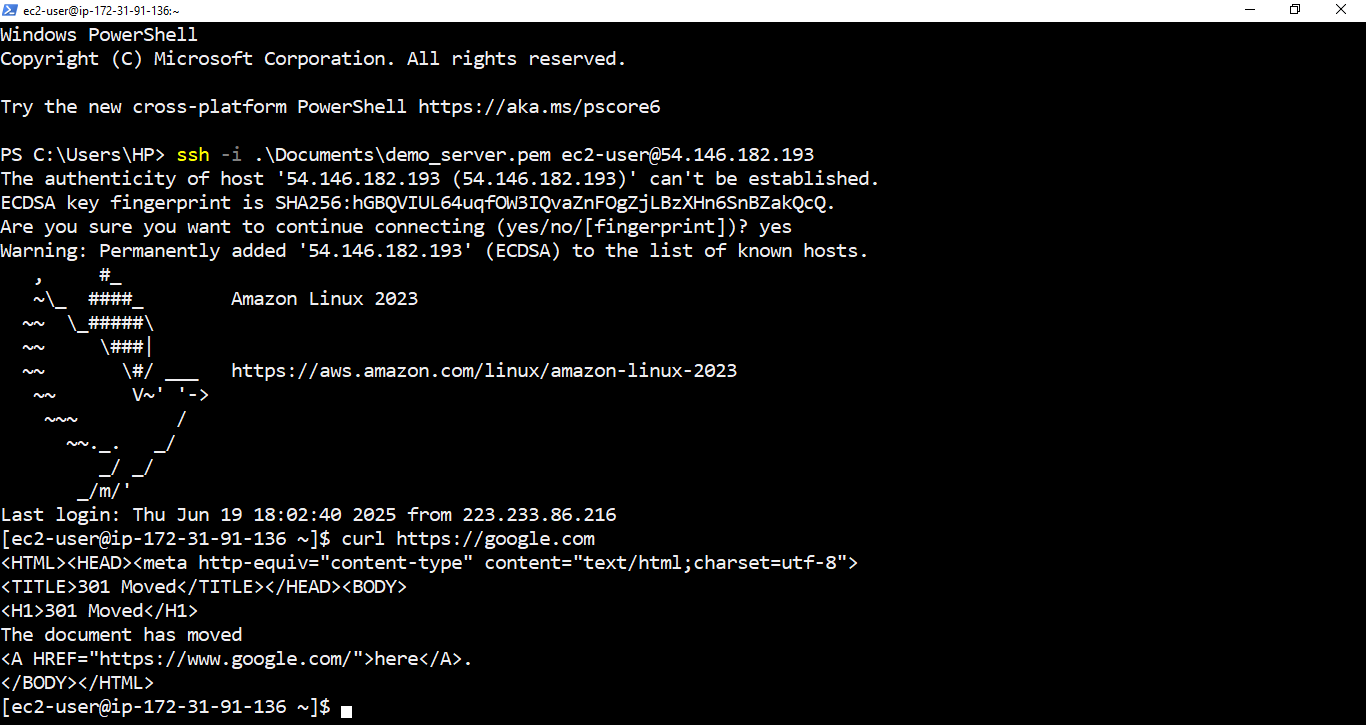 ec2-user@ip-172-31-91-136:~
Windows PowerShell
Copyright (C) Microsoft Corporation. All rights reserved.
Try the new cross-platform PowerShell https://aka.ms/pscore6
PS C:\Users\HP> ssh -i .\Documents\demo_server.pem ec2-user@54.146.182.193
The authenticity of host '54.146.182.193 (54.146.182.193)' can't be established.
ECDSA key fingerprint is SHA256:hGBQVIUL64uqfOW3IQvaZnFOgZjLBzXHn6SnBZakQcQ.
Are you sure you want to continue connecting (yes/no/[fingerprint])? yes
Warning: Permanently added '54.146.182.193' (ECDSA) to the list of known hosts.
   ,     #_
   ~\_  ####_        Amazon Linux 2023
  ~~  \_#####\
  ~~     \###|
  ~~       \#/ ___   https://aws.amazon.com/linux/amazon-linux-2023
   ~~       V~' '->
    ~~~         /
      ~~._.   _/
         _/ _/
       _/m/'
Last login: Thu Jun 19 18:02:40 2025 from 223.233.86.216
[ec2-user@ip-172-31-91-136 ~]$ curl https://google.com
<HTML><HEAD><meta http-equiv="content-type" content="text/html;charset=utf-8">
<TITLE>301 Moved</TITLE></HEAD><BODY>
<H1>301 Moved</H1>
The document has moved
<A HREF="https://www.google.com/">here</A>.
</BODY></HTML>
[ec2-user@ip-172-31-91-136 ~]$